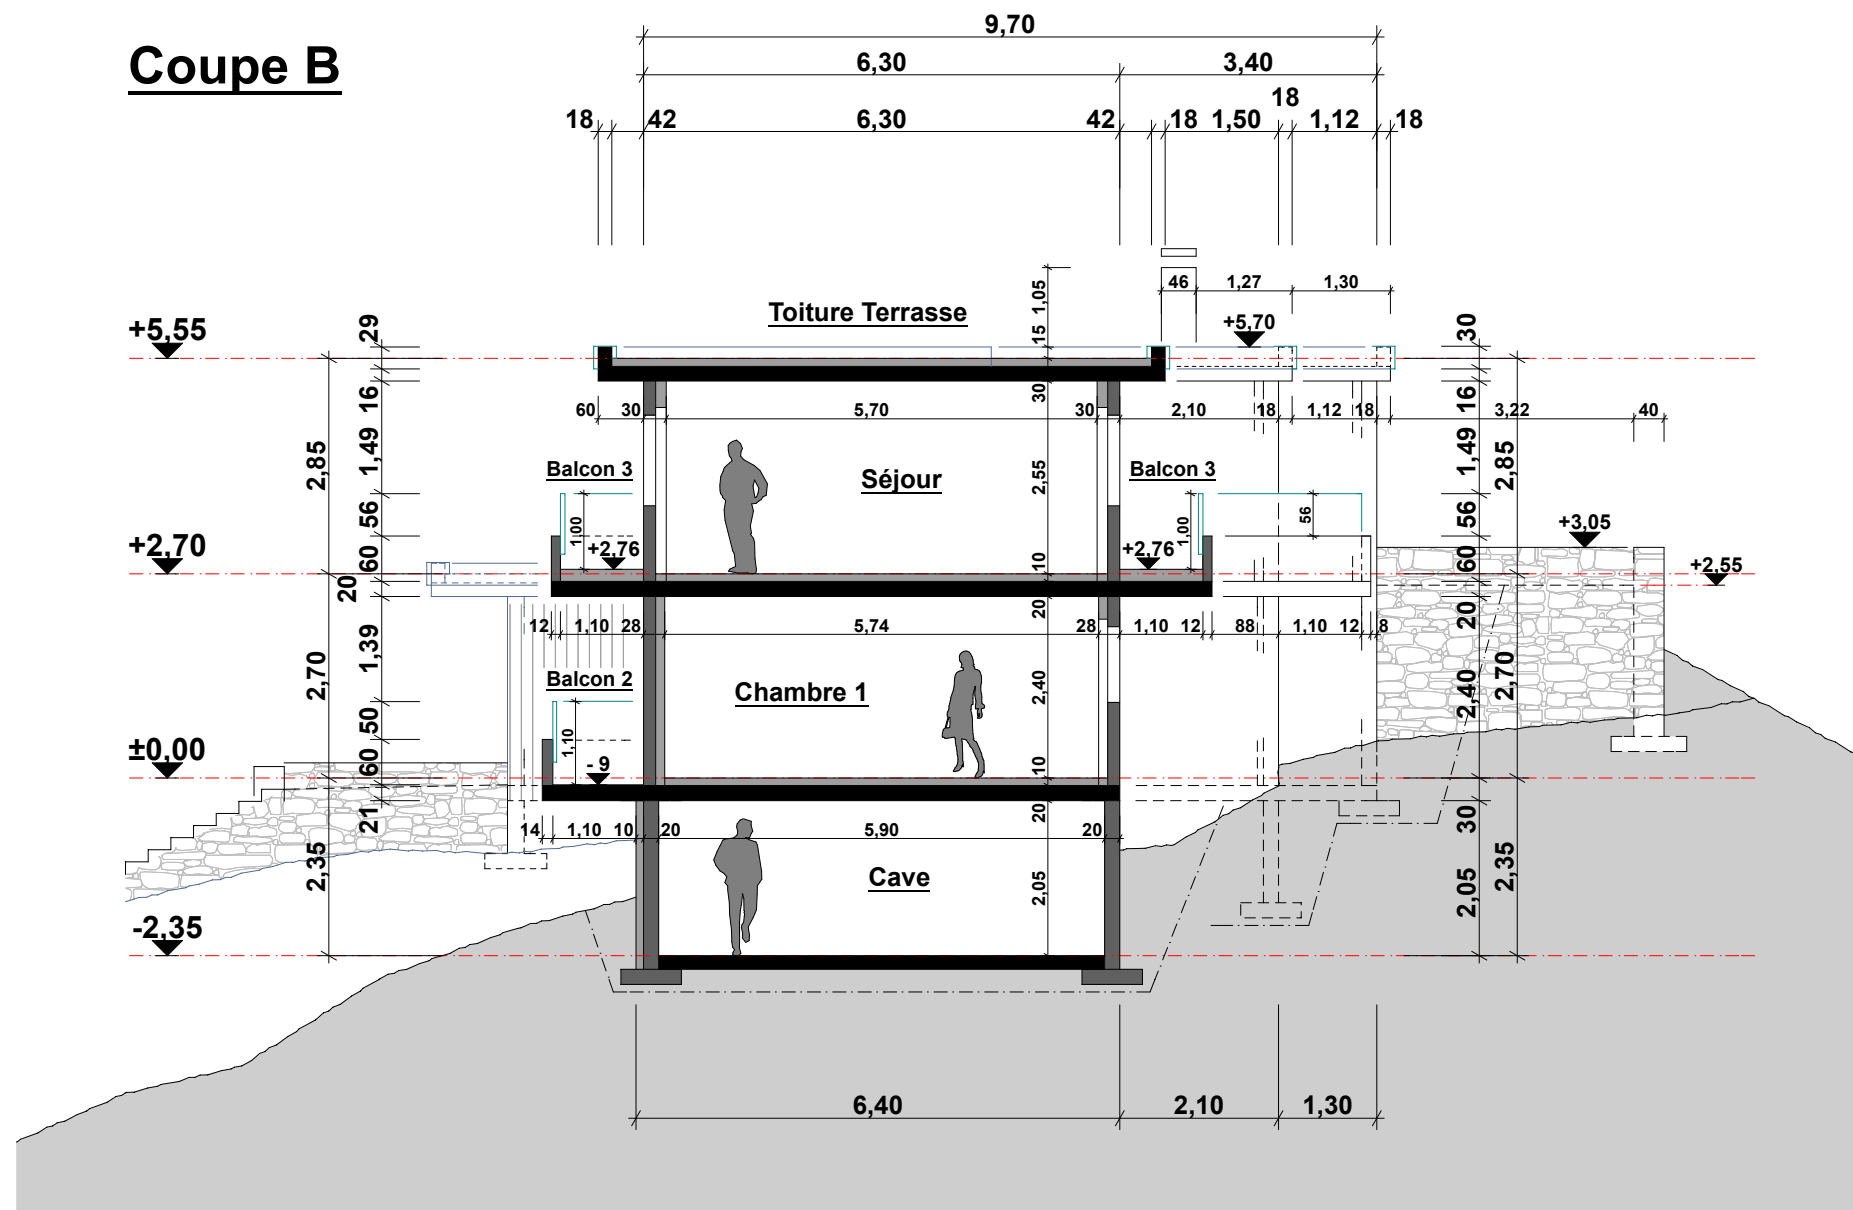 9,70
Coupe B
6,30 3,40
18
18 42 6,30 42 18 1,50 1,12 18
46 1,27 1,30
1,05
Toiture Terrasse
+5,70
+5,55
29 15 30
16 30 16
60 30 5,70 30 2,10 18 1,12 18 3,22 40
2,85 1,49 2,55 1,49 2,85
Balcon 3 Séjour Balcon 3
56 1,00 1,00 56 56
+3,05
+2,70 +2,76 +2,76
60 10 60 +2,55
20 20 20
12 1,10 28 5,74 28 1,10 12 88 1,10 12 8
1,39
2,70 Balcon 2 Chambre 1 2,40 2,40 2,70
50 1,10
±0,00 60 - 9 10
21 20 30
14 1,10 10 20 5,90 20
2,35 Cave 2,05 2,05 2,35
-2,35
6,40 2,10 1,30